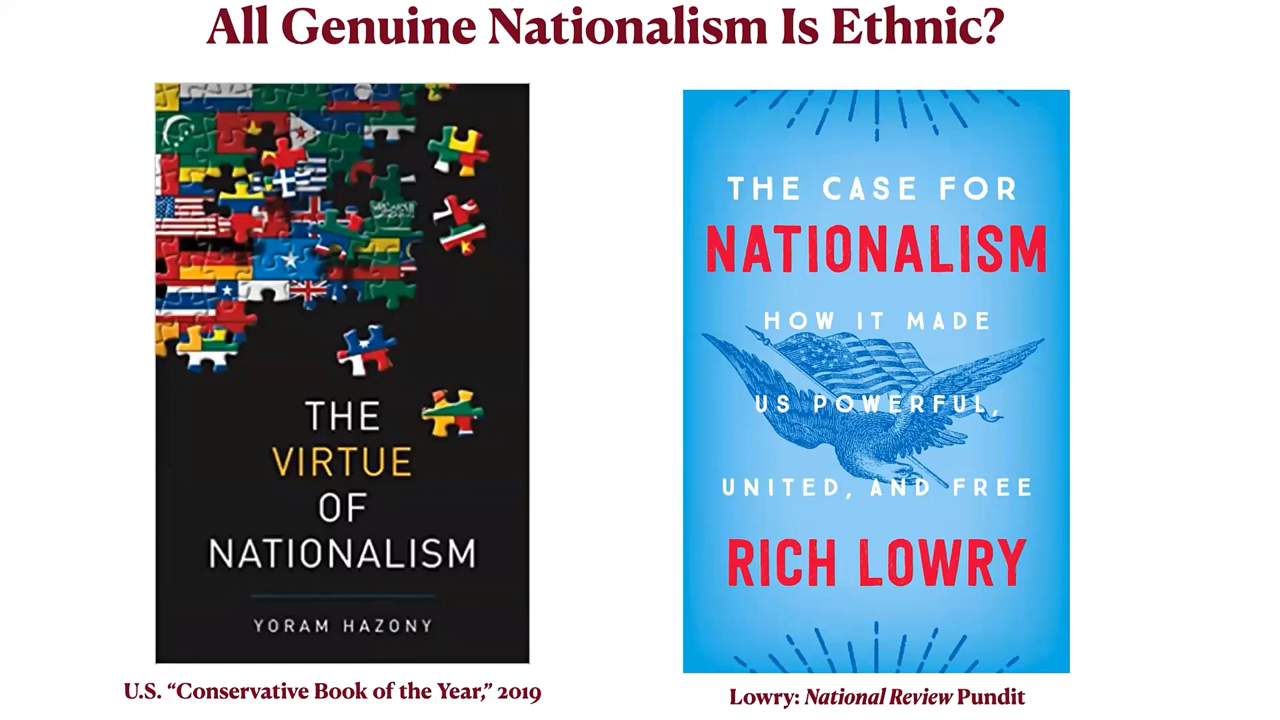 All Genuine Nationalism Is Ethnic?
THE
VIRTUE
OF
NATIONALISM
YORAM HAZONY
U.S. “Conservative Book of the Year,” 2019
THE CASE FOR
NATIONALISM
HOW IT MADE
US POWERFUL,
UNITED, AND FREE
RICH LOWRY
Lowry: National Review Pundit